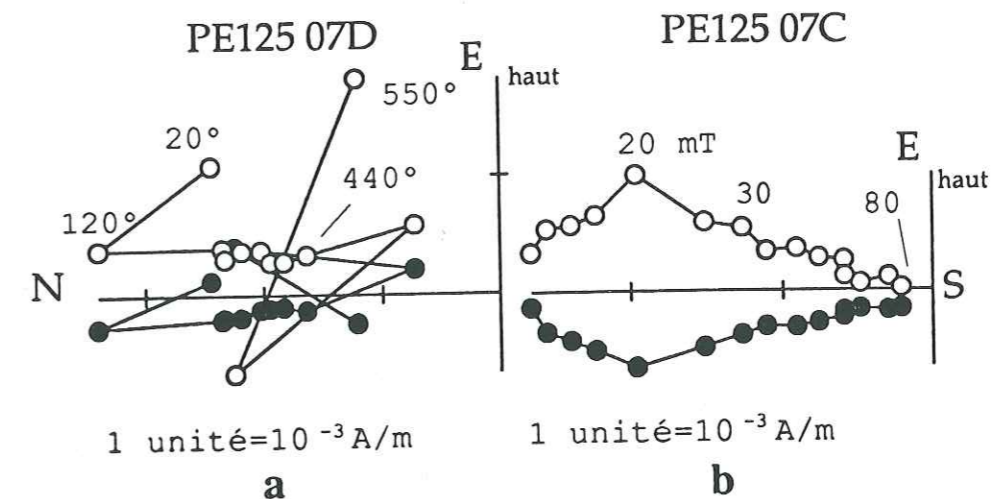 PE125 07D
E
haut
550°
20°
440°
120°
N
1 unité=10 -3 A/m
a
PE125 07C
20 mT
E
haut
30
80
S
1 unité=10 -3 A/m
b